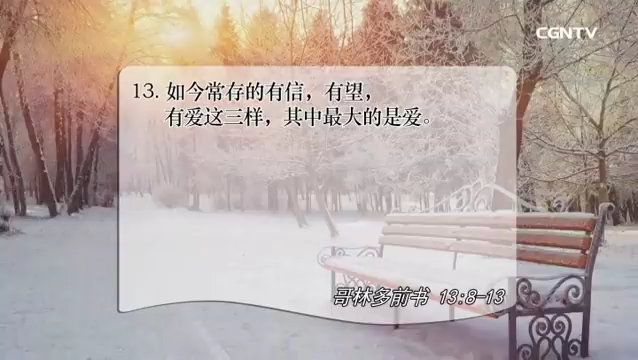 CGNTV
13. 如今常存的有信，有望，
有爱这三样，其中最大的是爱。
哥林多前书 13:8-13